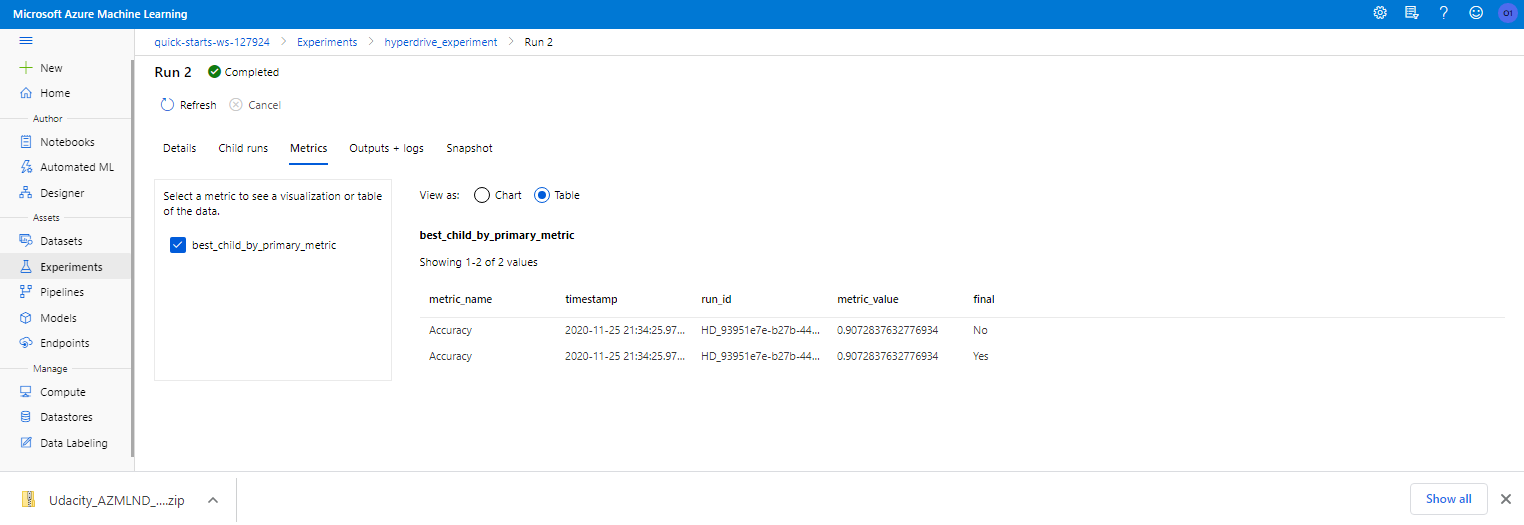 Microsoft Azure Machine Learning
O1
quick-starts-ws-127924 > Experiments > hyperdrive_experiment > Run 2
New
Home
Author
Notebooks
Automated ML
Designer
Assets
Datasets
Experiments
Pipelines
Models
Endpoints
Manage
Compute
Datastores
Data Labeling
Run 2 Completed
Refresh Cancel
Details Child runs Metrics Outputs + logs Snapshot
Select a metric to see a visualization or table
of the data.
best_child_by_primary_metric
View as: Chart Table
best_child_by_primary_metric
Showing 1-2 of 2 values
metric_name timestamp run_id metric_value final
Accuracy 2020-11-25 21:34:25.97... HD_93951e7e-b27b-44... 0.9072837632776934 No
Accuracy 2020-11-25 21:34:25.97... HD_93951e7e-b27b-44... 0.9072837632776934 Yes
Udacity_AZMLND_....zip
Show all